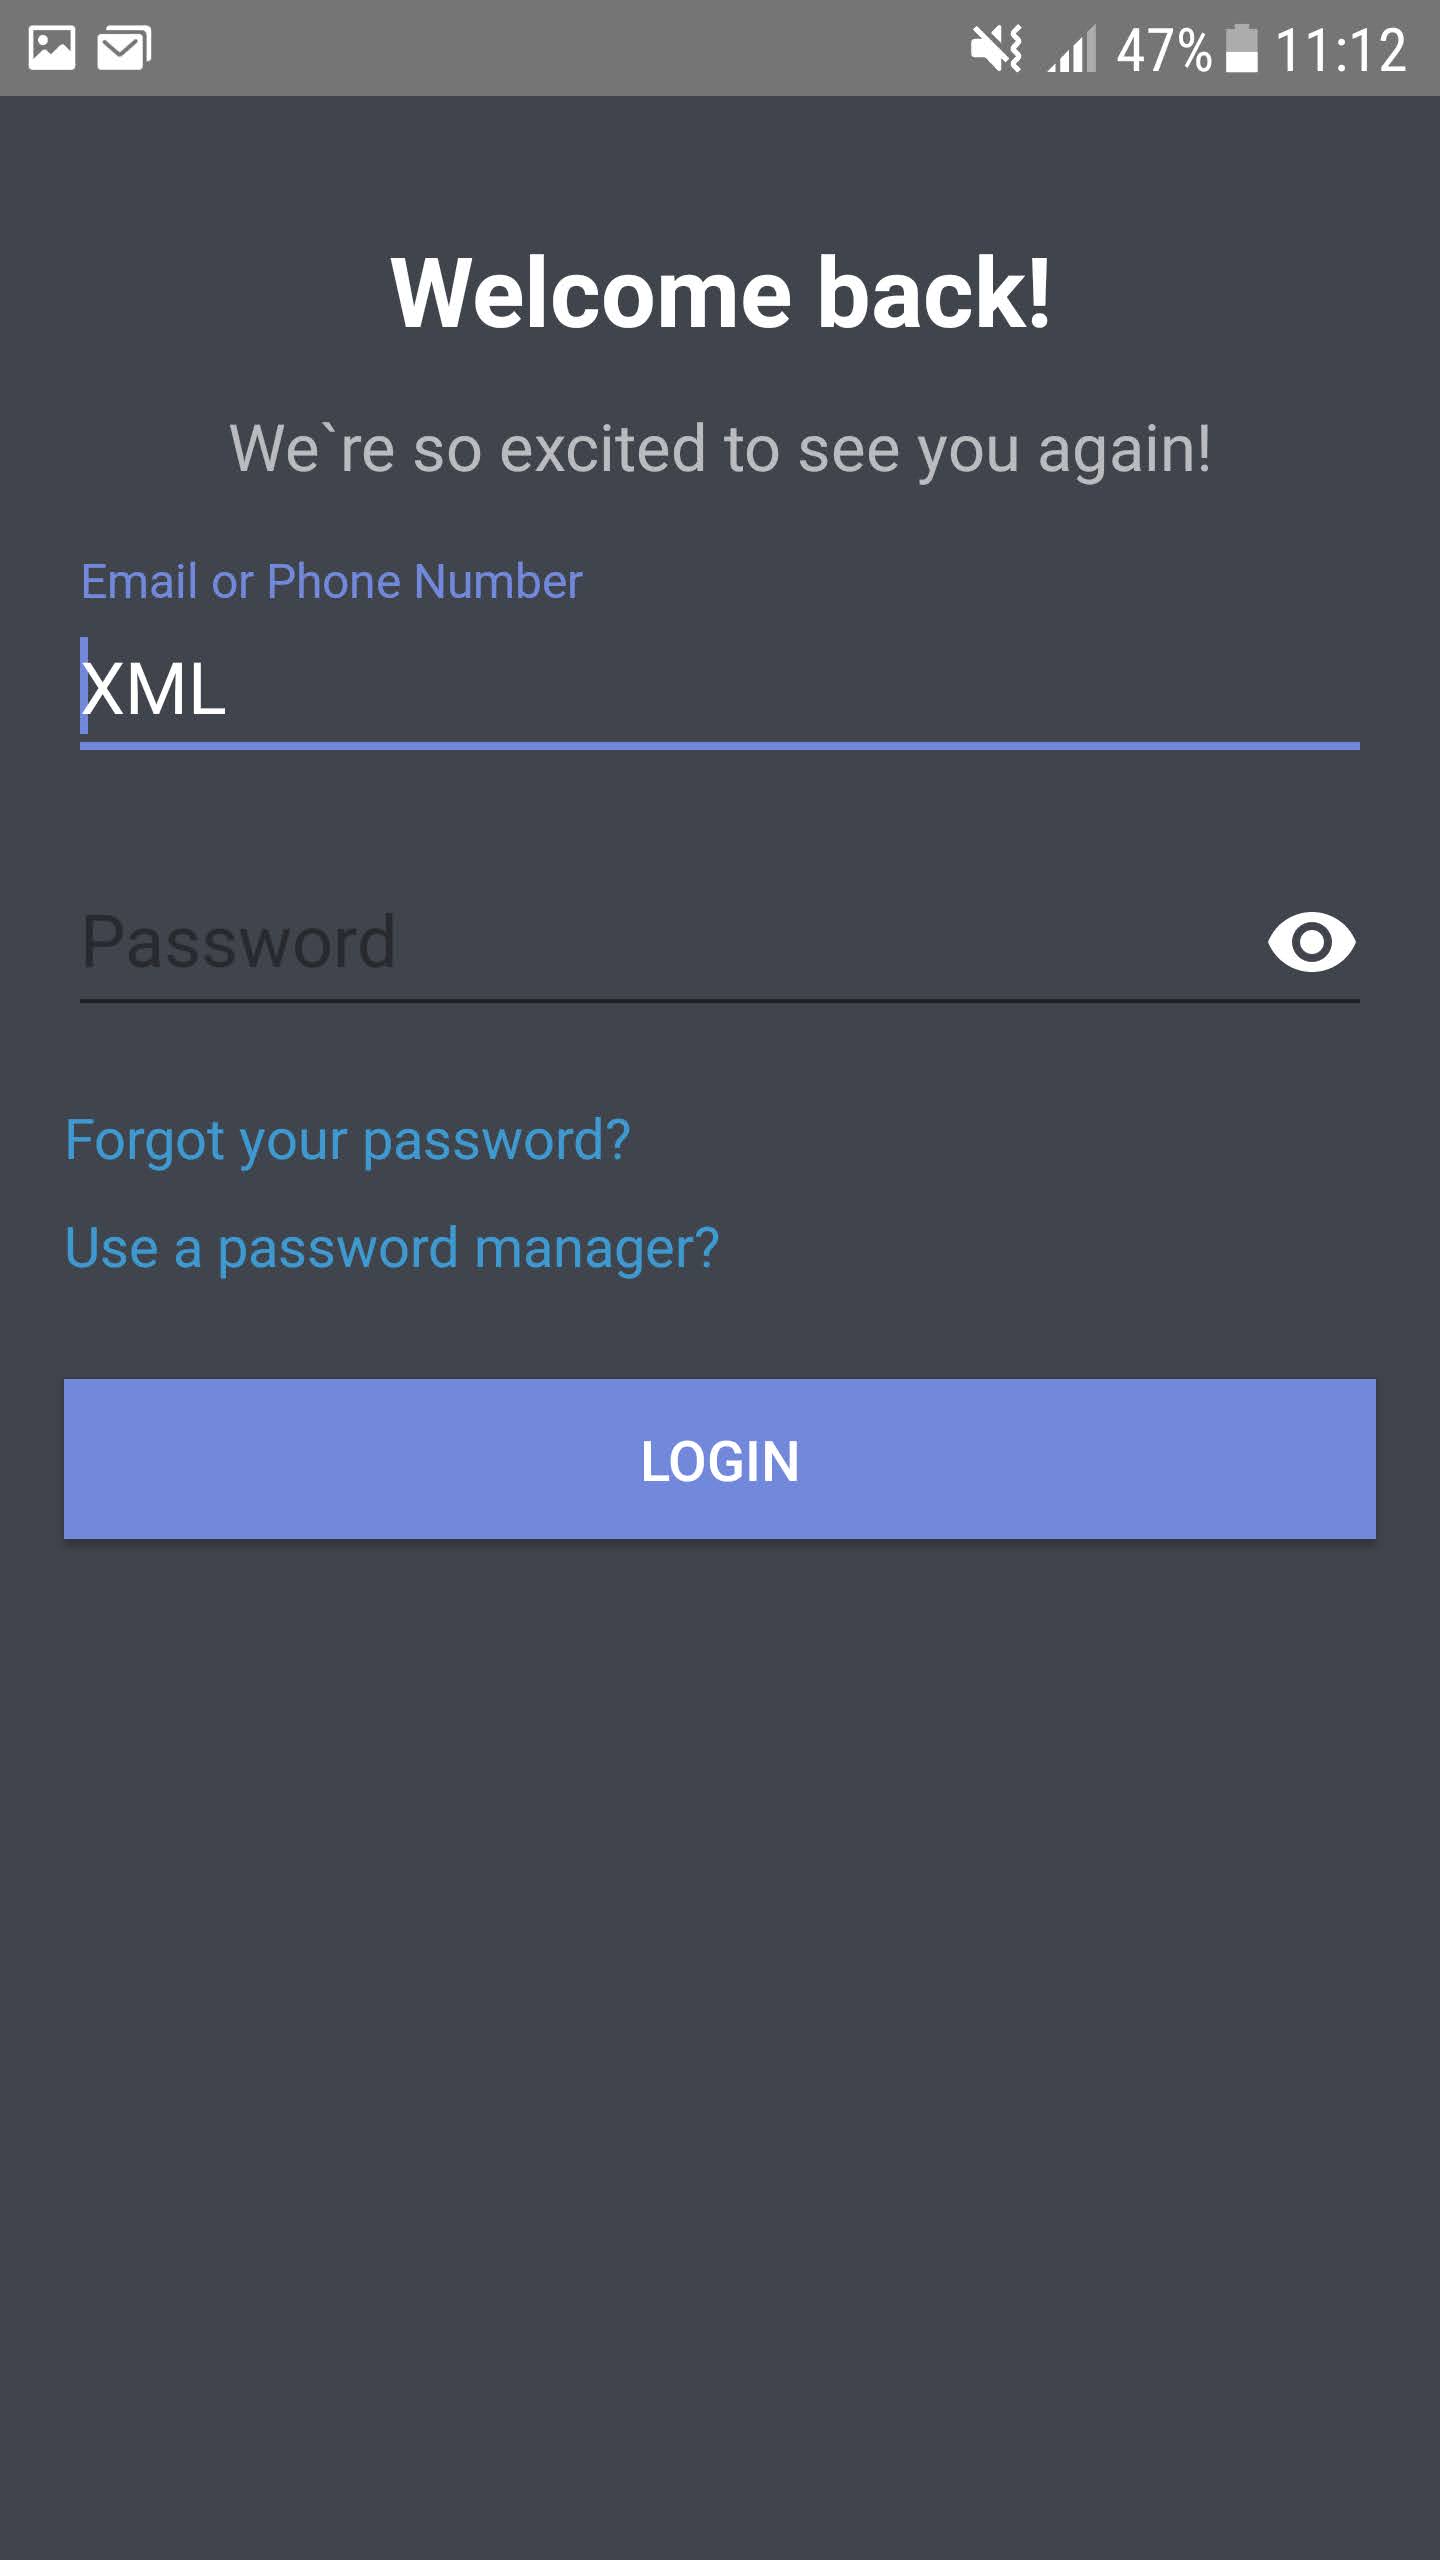 47% 11:12
Welcome back!
We`re so excited to see you again!
Email or Phone Number
XML
Password
Forgot your password?
Use a password manager?
LOGIN